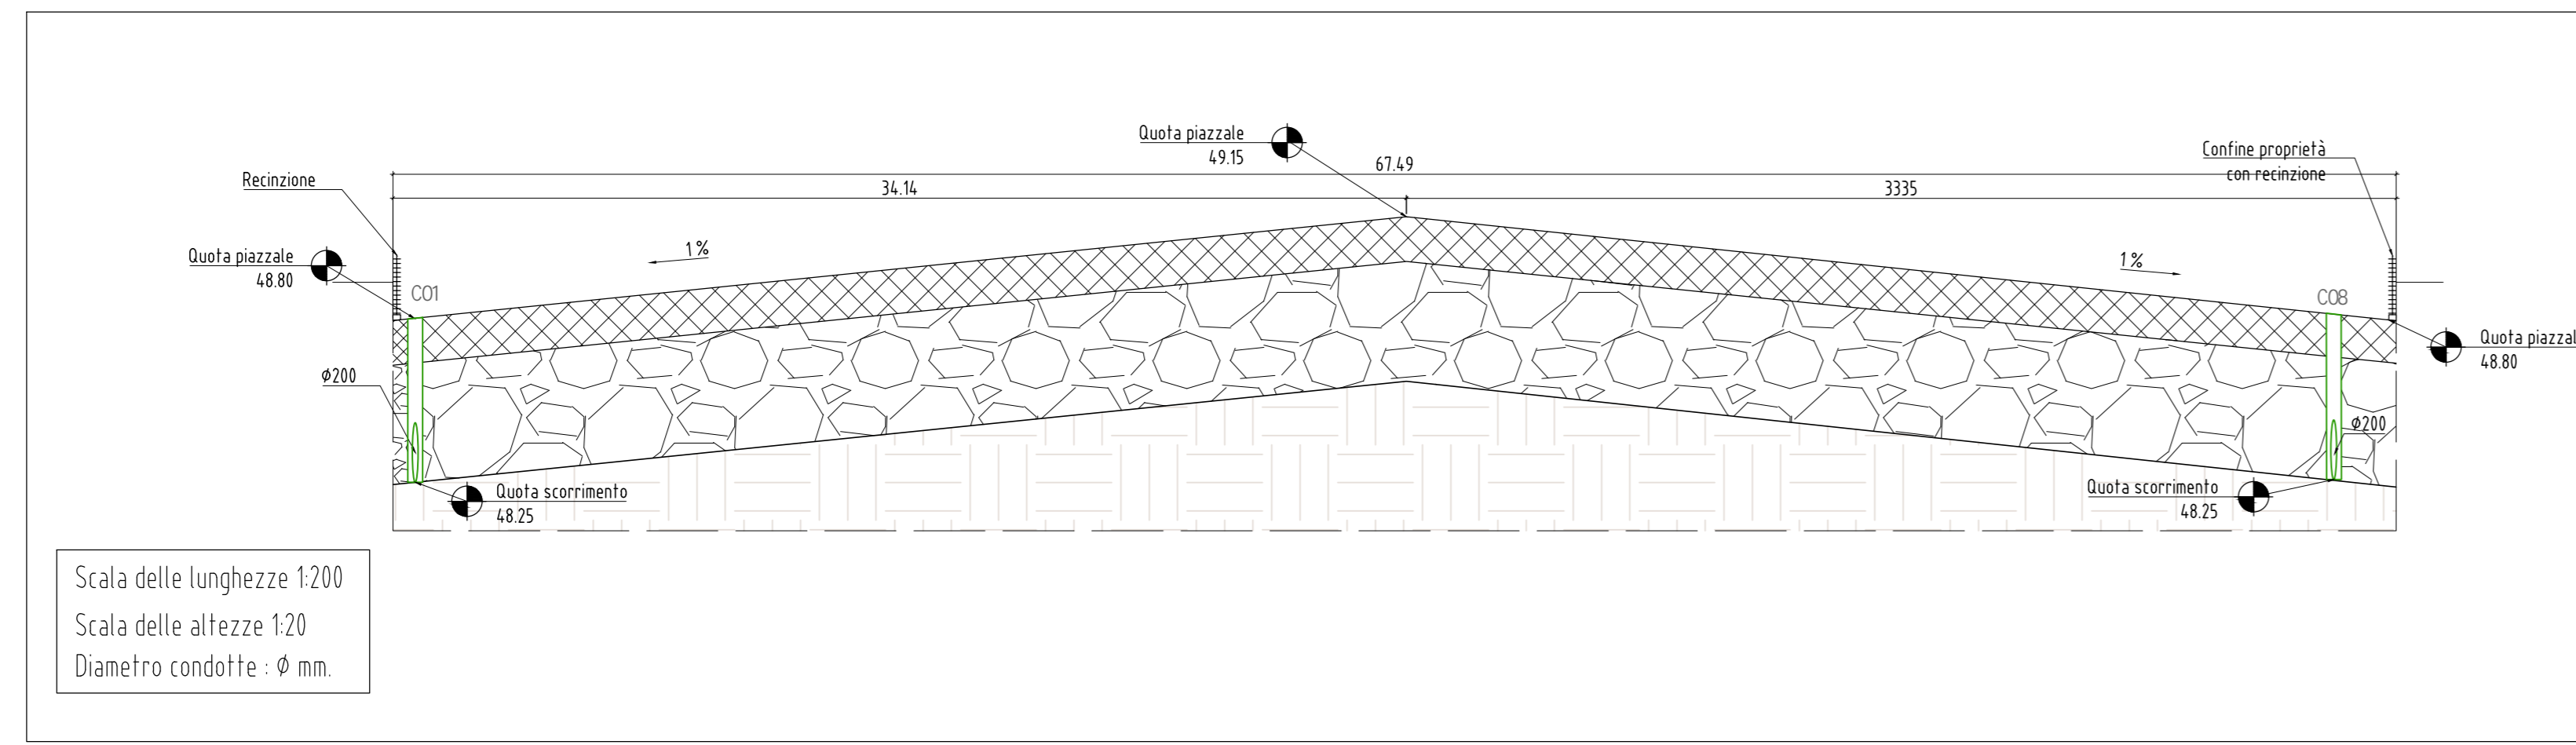 Quota piazzale
49.15
67.49
34.14
3335
Confine proprietà
con recinzione
Recinzione
Quota piazzale
48.80
1%
1%
C01
C08
Quota piazzal
48.80
Ø200
Ø200
Quota scorrimento
48.25
Quota scorrimento
48.25
Scala delle lunghezze 1:200
Scala delle altezze 1:20
Diametro condotte : Ø mm.